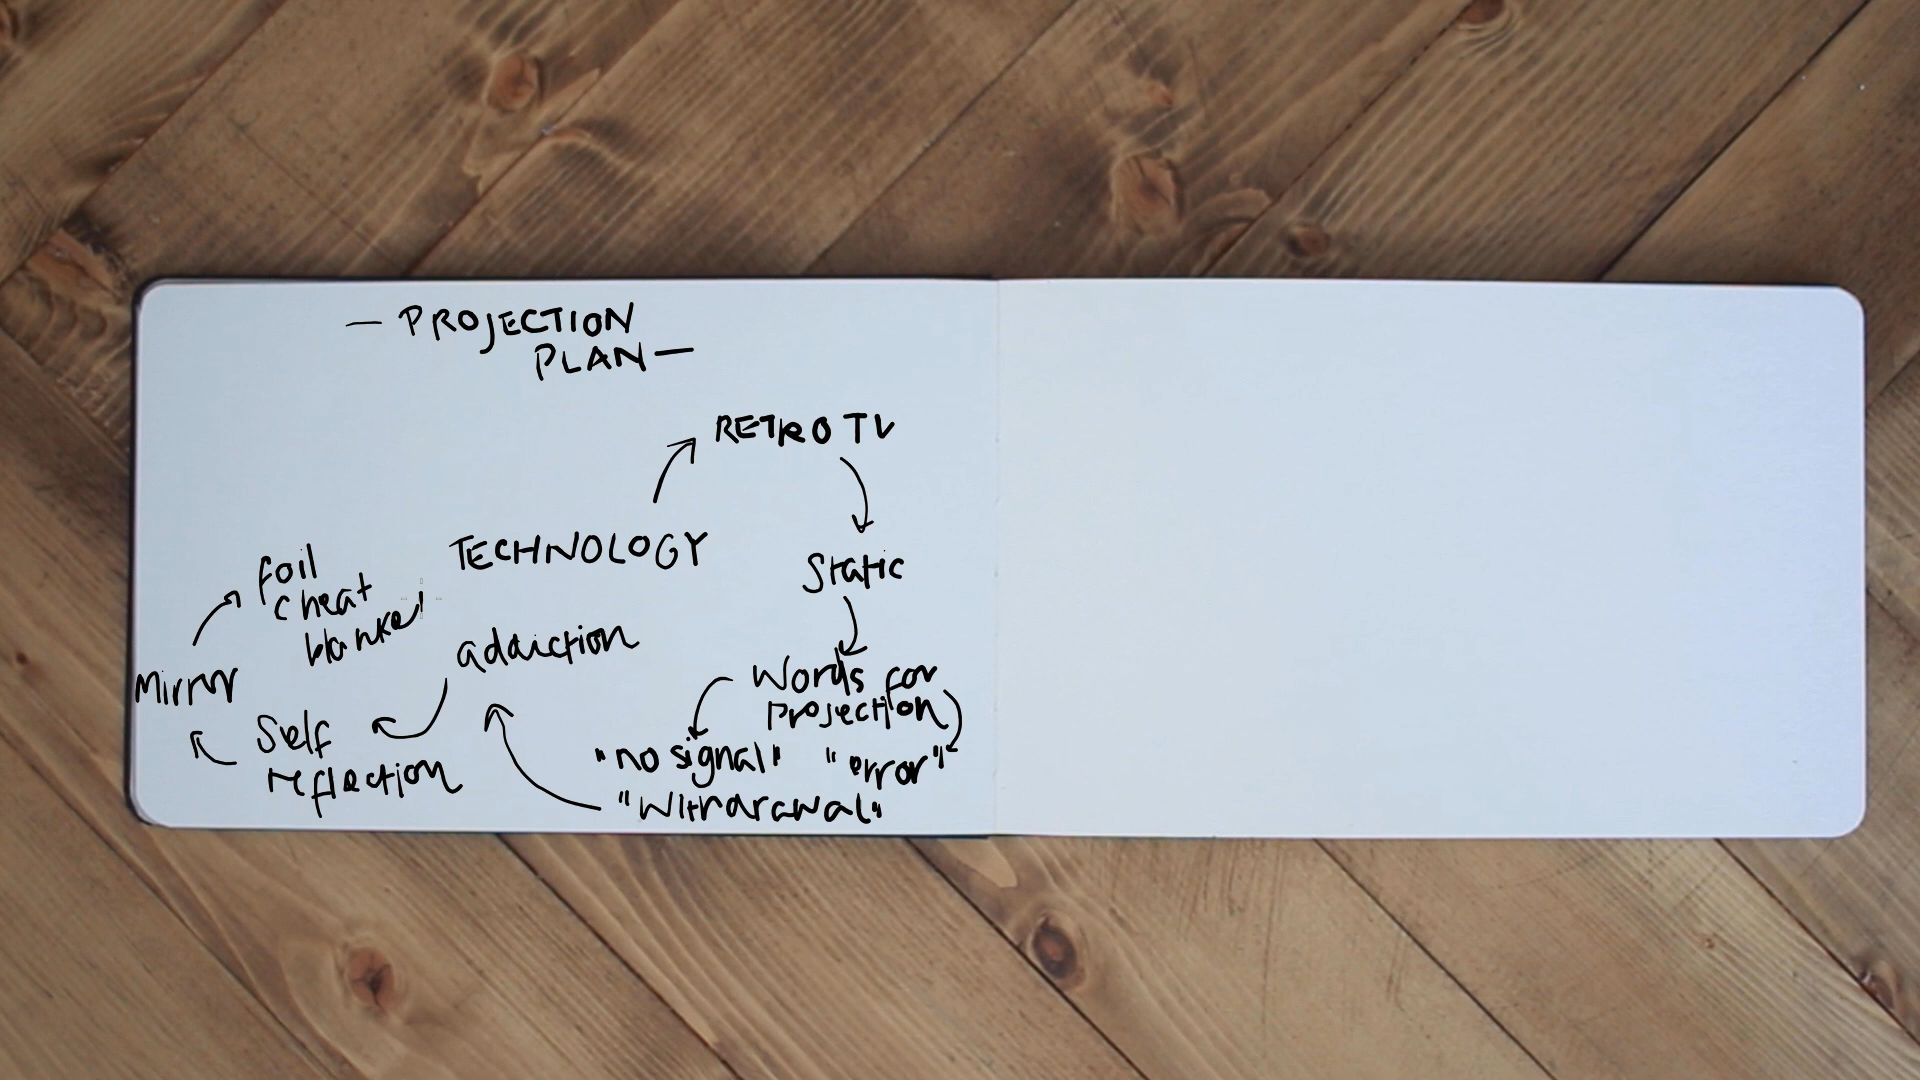 — PROJECTION
PLAN —
RETRO TV
TECHNOLOGY
Static
foil
cheat
blanket
addiction
Mirror
Words for
projection
Self
reflection
"no signal" "error"
"Withdrawal"